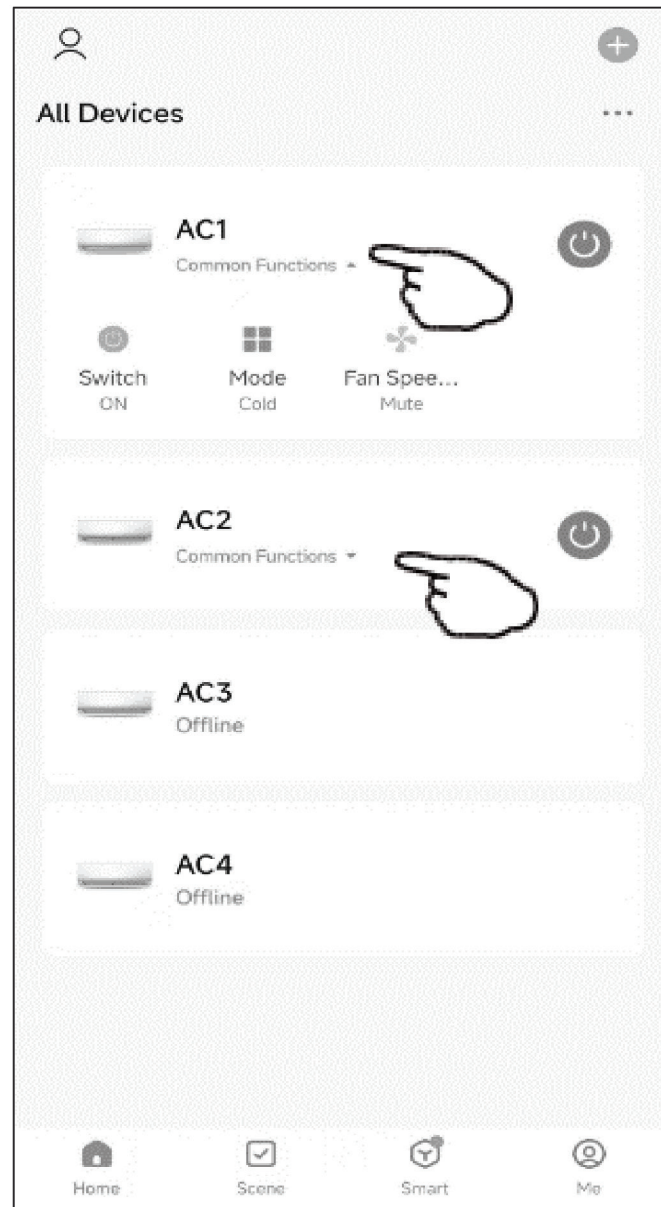 All Devices
AC1
Common Functions
Switch Mode Fan Spee...
ON Cold Mute
AC2
Common Functions
AC3
Offline
AC4
Offline
Home Scene Smart Me